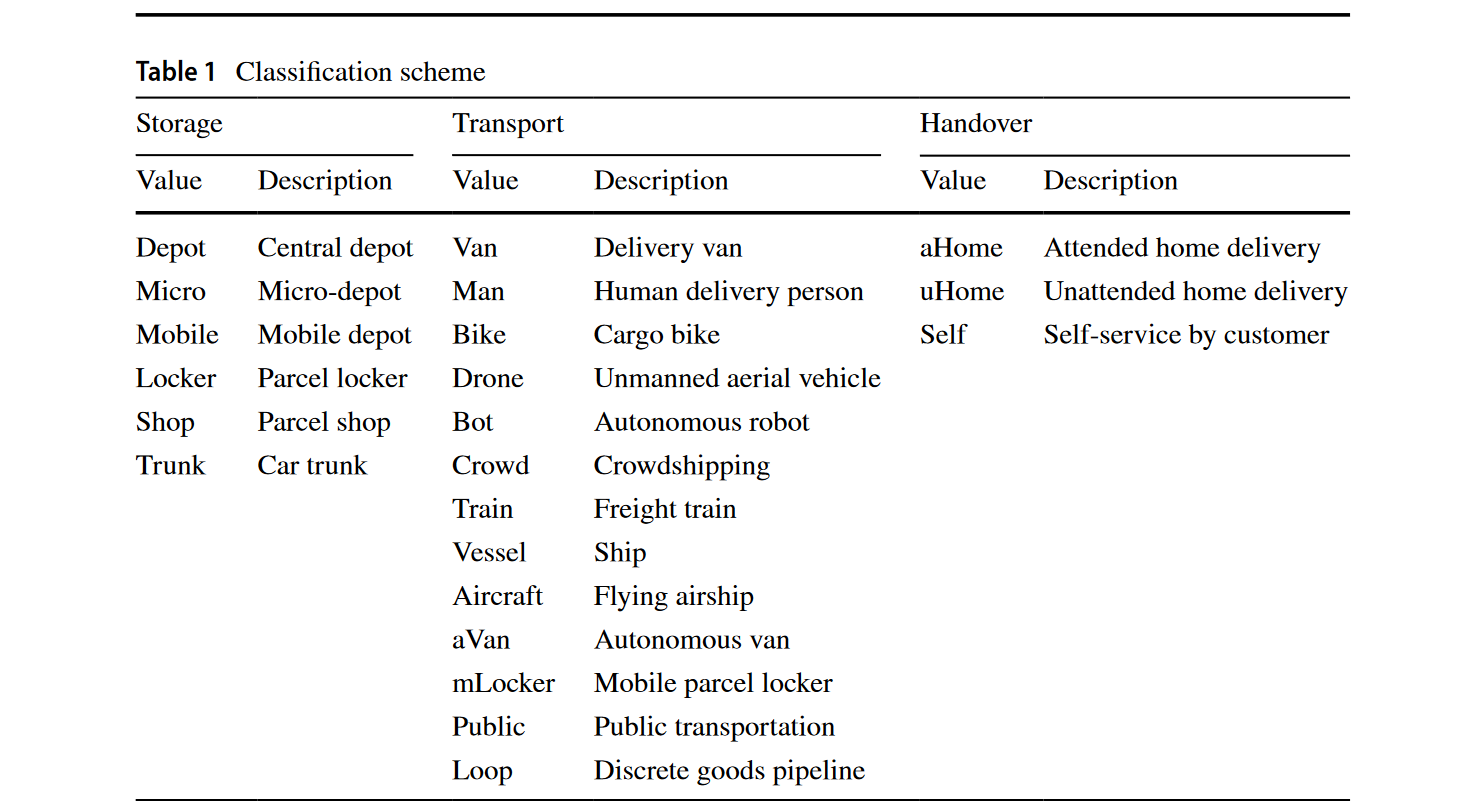 Table 1 Classification scheme
Storage Transport Handover
Value Description Value Description Value Description
Depot Central depot Van Delivery van aHome Attended home delivery
Micro Micro-depot Man Human delivery person uHome Unattended home delivery
Mobile Mobile depot Bike Cargo bike Self Self-service by customer
Locker Parcel locker Drone Unmanned aerial vehicle
Shop Parcel shop Bot Autonomous robot
Trunk Car trunk Crowd Crowdshipping
Train Freight train
Vessel Ship
Aircraft Flying airship
aVan Autonomous van
mLocker Mobile parcel locker
Public Public transportation
Loop Discrete goods pipeline